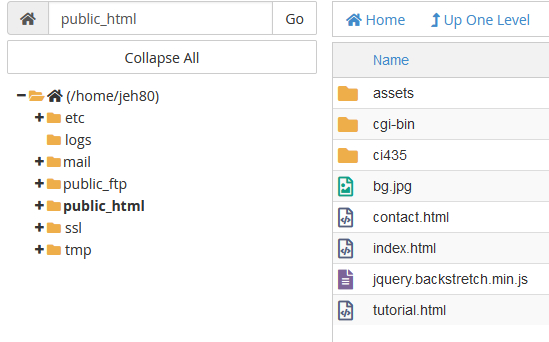 public_html
Go
Collapse All
(/home/jeh80)
etc
logs
mail
public_ftp
public_html
ssl
tmp
Home
Up One Level
Name
assets
cgi-bin
ci435
bg.jpg
contact.html
index.html
jquery.backstretch.min.js
tutorial.html